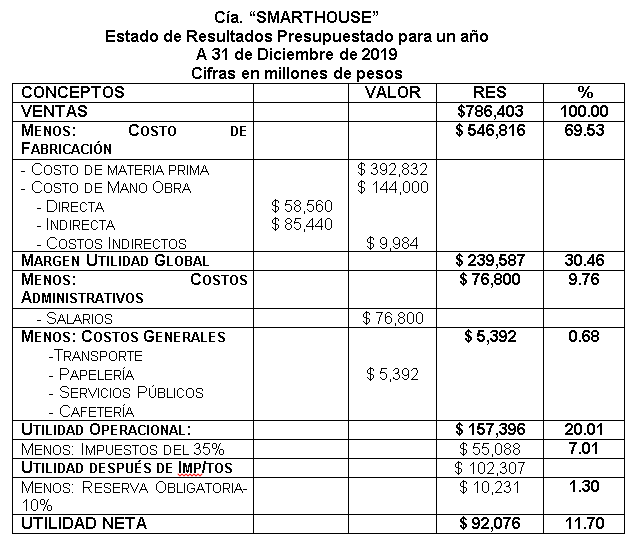 Cía. “SMARTHOUSE”
Estado de Resultados Presupuestado para un año
A 31 de Diciembre de 2019
Cifras en millones de pesos
CONCEPTOS VALOR RES %
VENTAS $786,403 100.00
MENOS: COSTO DE $ 546,816 69.53
FABRICACIÓN
- COSTO DE MATERIA PRIMA $ 392,832
- COSTO DE MANO OBRA $ 144,000
- DIRECTA $ 58,560
- INDIRECTA $ 85,440
- COSTOS INDIRECTOS $ 9,984
MARGEN UTILIDAD GLOBAL $ 239,587 30.46
MENOS: COSTOS $ 76,800 9.76
ADMINISTRATIVOS
- SALARIOS $ 76,800
MENOS: COSTOS GENERALES $ 5,392 0.68
-TRANSPORTE
- PAPELERÍA $ 5,392
- SERVICIOS PÚBLICOS
- CAFETERÍA
UTILIDAD OPERACIONAL: $ 157,396 20.01
MENOS: IMPUESTOS DEL 35% $ 55,088 7.01
UTILIDAD DESPUÉS DE IMP/TOS $ 102,307
MENOS: RESERVA OBLIGATORIA- $ 10,231 1.30
10%
UTILIDAD NETA $ 92,076 11.70